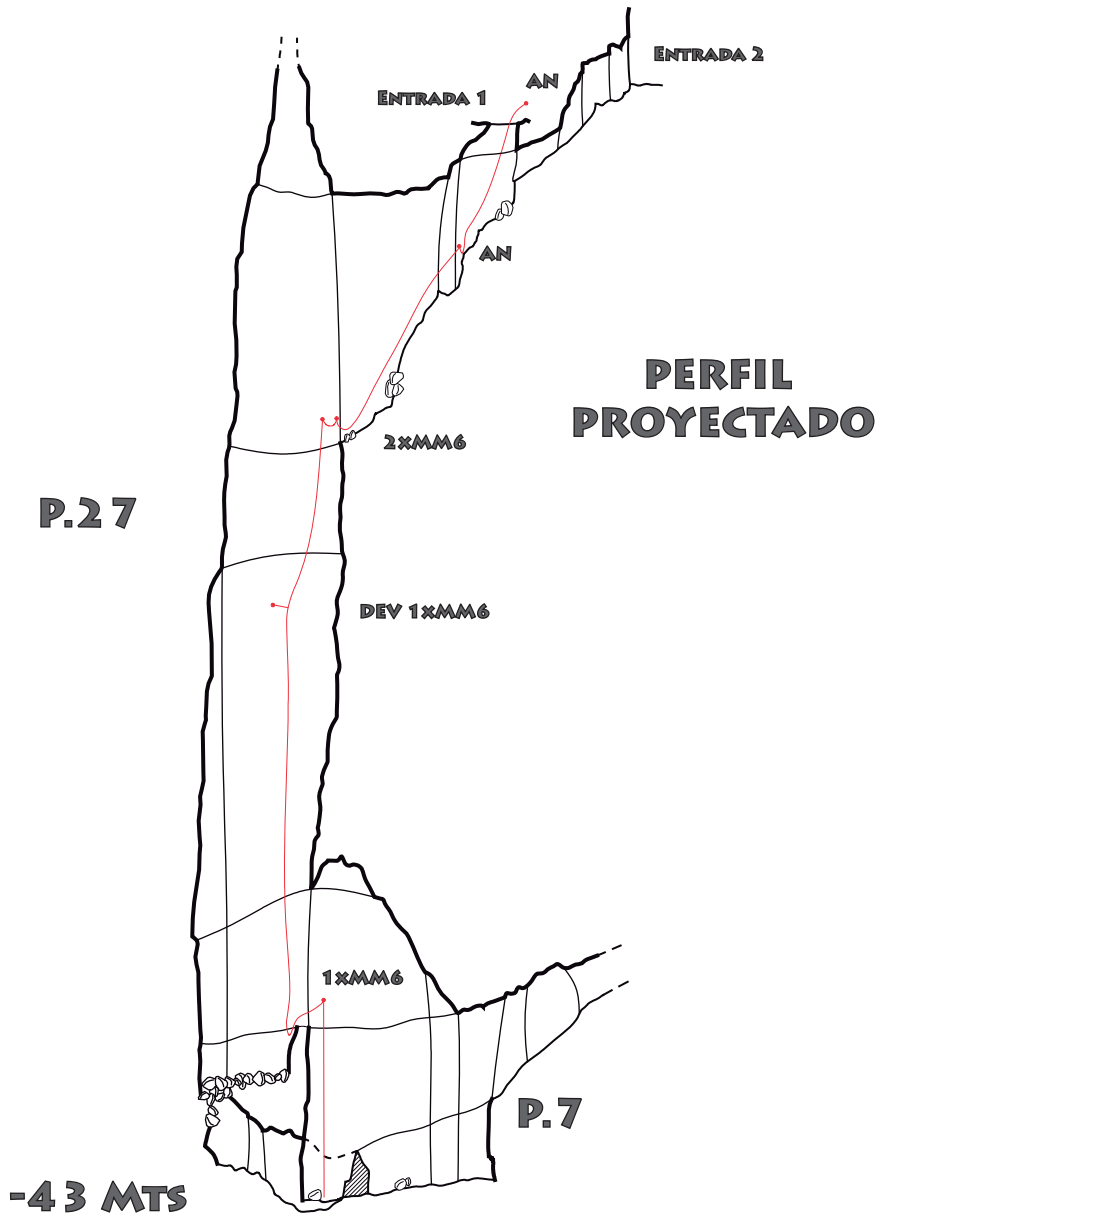 Entrada 2
AN
Entrada 1
AN
PERFIL
PROYECTADO
2xMM6
P.27
DEV 1xMM6
1xMM6
P.7
-43 Mts